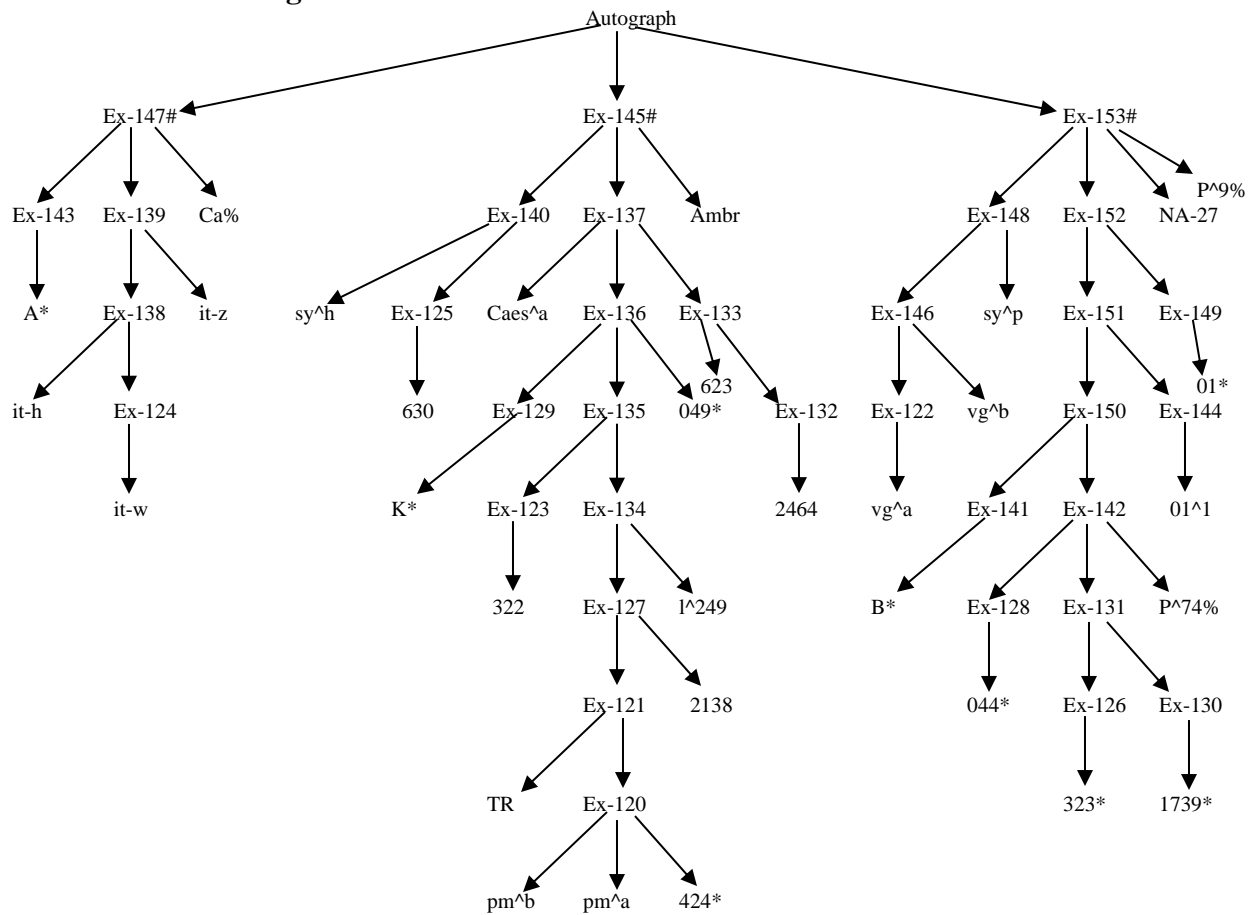 g
Autograph
Ex-147# Ex-145# Ex-153#
P^9%
Ex-143 Ex-139 Ca% Ex-140 Ex-137 Ambr Ex-148 Ex-152 NA-27
A* Ex-138 it-z sy^h Ex-125 Caes^a Ex-136 Ex-133 Ex-146 sy^p Ex-151 Ex-149
623 01*
it-h Ex-124 630 Ex-129 Ex-135 049* Ex-132 Ex-122 vg^b Ex-150 Ex-144
it-w K* Ex-123 Ex-134 2464 vg^a Ex-141 Ex-142 01^1
322 Ex-127 l^249 B* Ex-128 Ex-131 P^74%
Ex-121 2138 044* Ex-126 Ex-130
TR Ex-120 323* 1739*
pm^b pm^a 424*